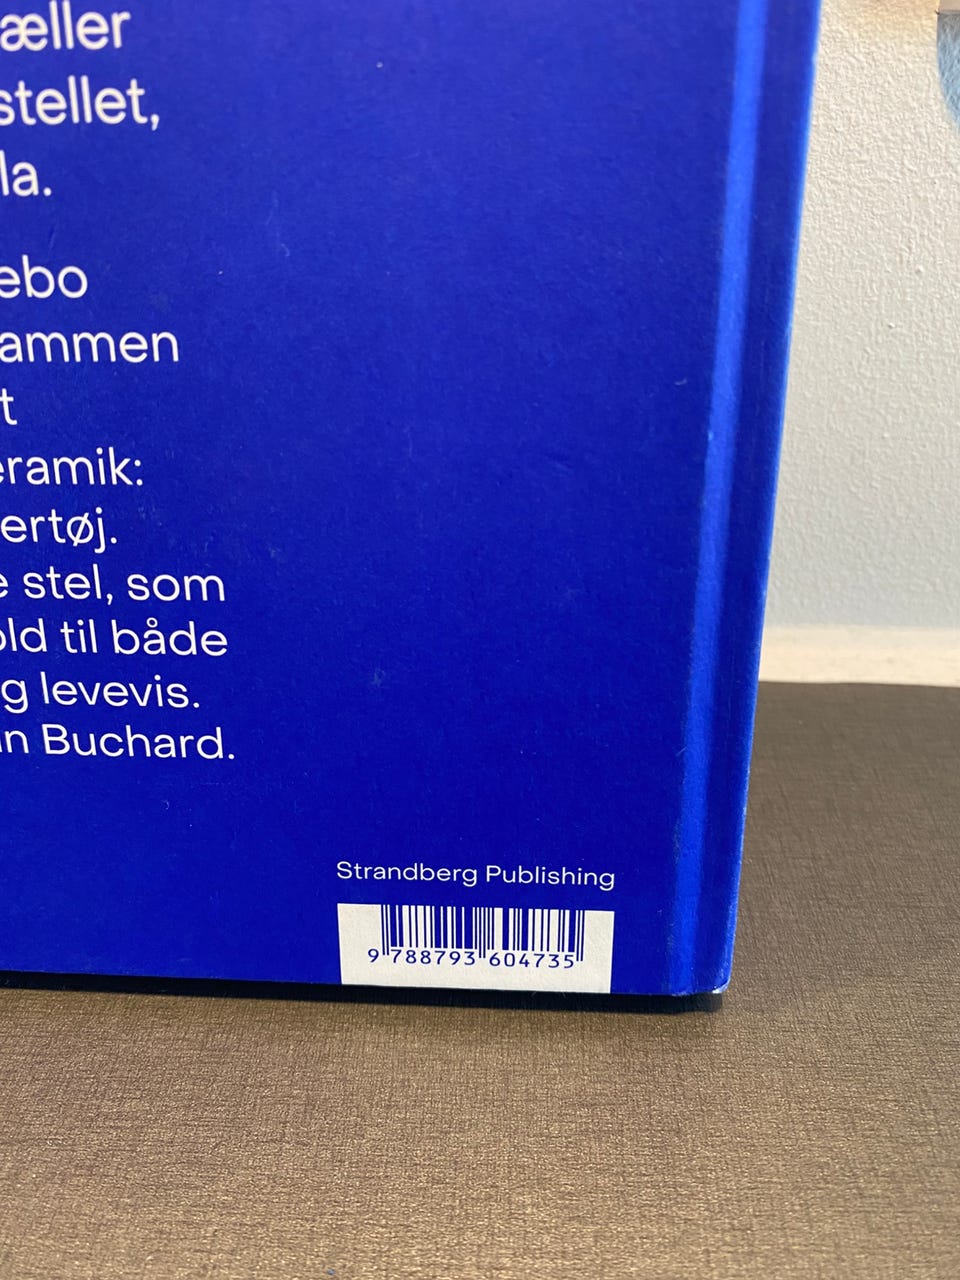 æller
stellet,
la.
ebo
ammen
t
eramik:
ertøj.
e stel, som
old til både
g levevis.
n Buchard.
Strandberg Publishing
9 788793 604735